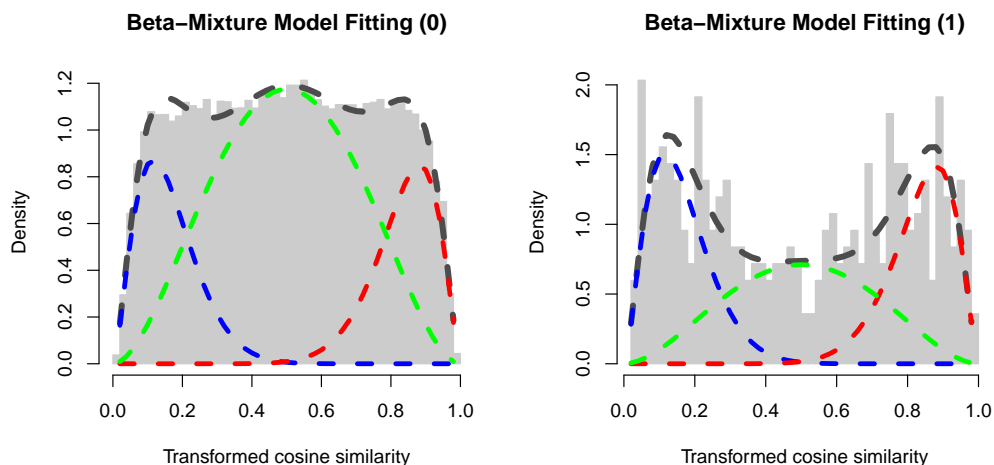 Beta−Mixture Model Fitting (0)
Density
0.0 0.2 0.4 0.6 0.8 1.0 1.2
0.0 0.2 0.4 0.6 0.8 1.0
Transformed cosine similarity
Beta−Mixture Model Fitting (1)
Density
0.0 0.5 1.0 1.5 2.0
0.0 0.2 0.4 0.6 0.8 1.0
Transformed cosine similarity